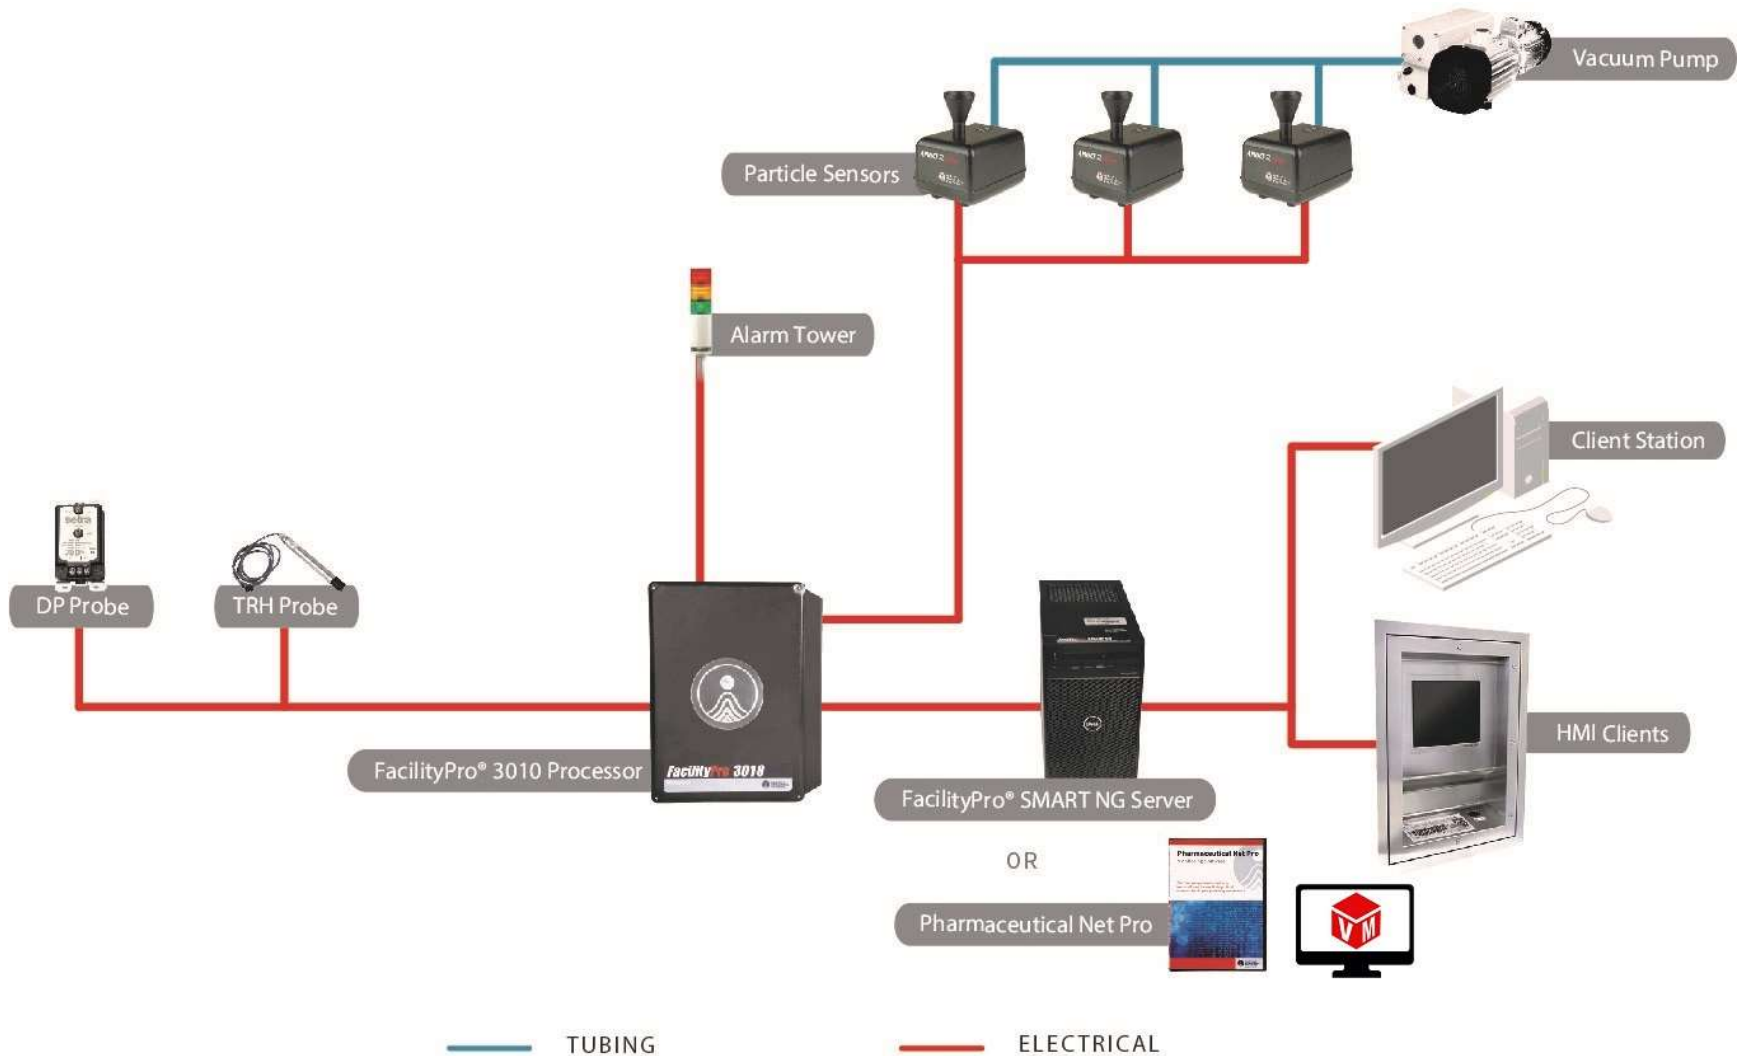 Vacuum Pump
Particle Sensors
Alarm Tower
Client Station
DP Probe
TRH Probe
HMI Clients
FacilityPro® 3010 Processor
FacilityPro 3018
FacilityPro® SMART NG Server
OR
Pharmaceutical Net Pro
Pharmaceutical Net Pro
VM
TUBING
ELECTRICAL